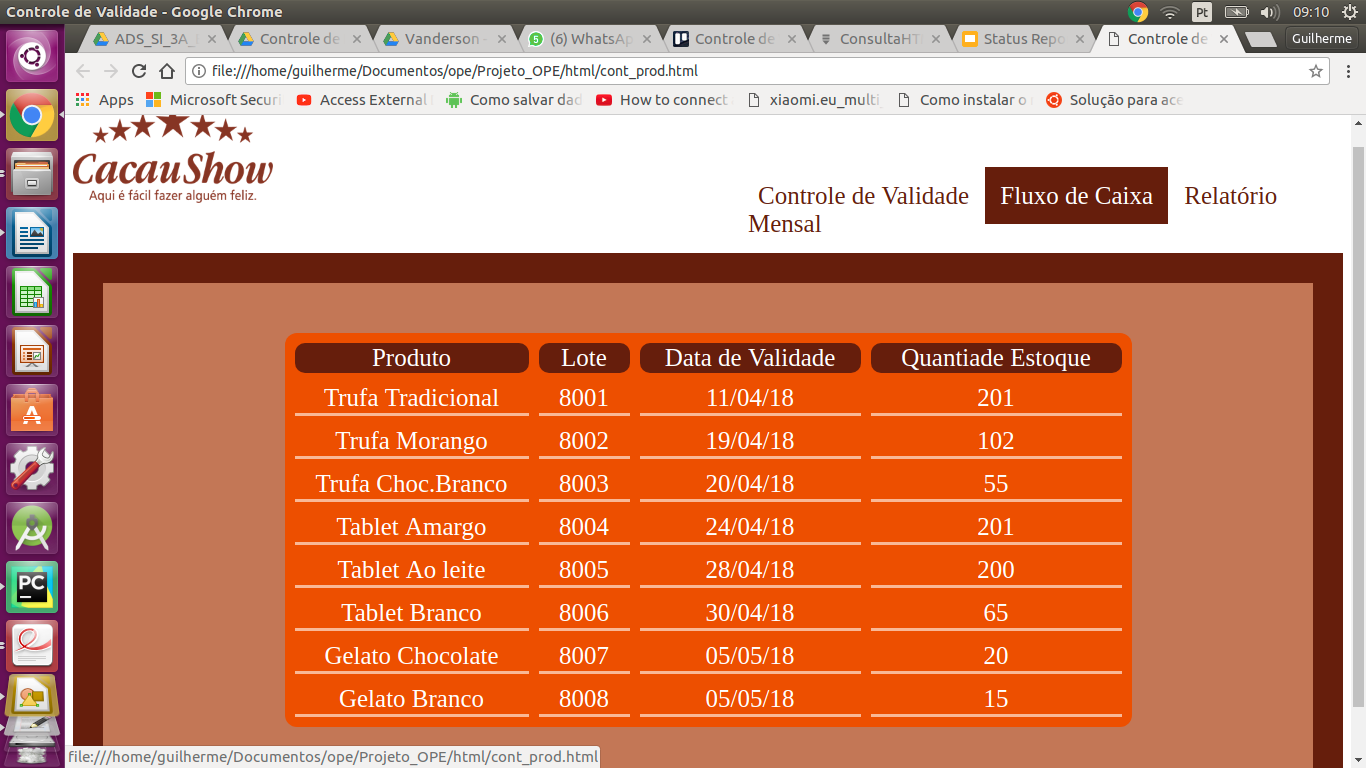 Controle de Validade - Google Chrome
Pt
09:10
ADS_SI_3A_
Controle de
Vanderson -
(6) WhatsAp
Controle de
ConsultaHT
Status Repo
Controle de
Guilherme
file:///home/guilherme/Documentos/ope/Projeto_OPE/html/cont_prod.html
Apps
Microsoft Securi
Access External
Como salvar dad
How to connect
xiaomi.eu_multi
Como instalar o
Solução para ace
CacauShow
Aqui é fácil fazer alguém feliz.
Controle de Validade Fluxo de Caixa Relatório
Mensal
Produto Lote Data de Validade Quantiade Estoque
Trufa Tradicional 8001 11/04/18 201
Trufa Morango 8002 19/04/18 102
Trufa Choc.Branco 8003 20/04/18 55
Tablet Amargo 8004 24/04/18 201
Tablet Ao leite 8005 28/04/18 200
Tablet Branco 8006 30/04/18 65
Gelato Chocolate 8007 05/05/18 20
Gelato Branco 8008 05/05/18 15
PC
file:///home/guilherme/Documentos/ope/Projeto_OPE/html/cont_prod.html